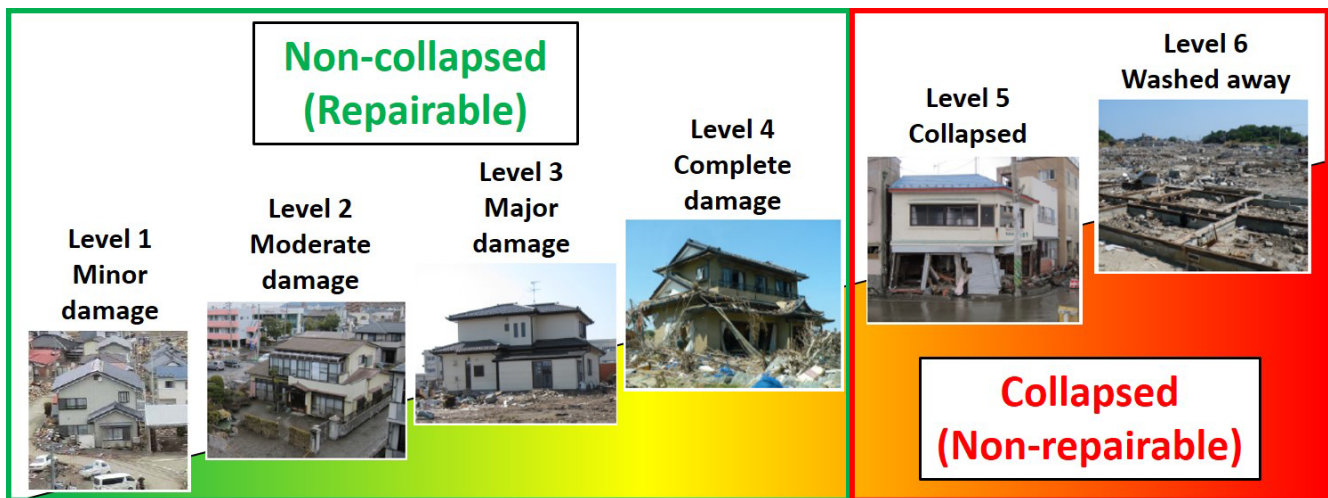 Non-collapsed
(Repairable)
Level 1
Minor
damage
Level 2
Moderate
damage
Level 3
Major
damage
Level 4
Complete
damage
Level 5
Collapsed
Level 6
Washed away
Collapsed
(Non-repairable)